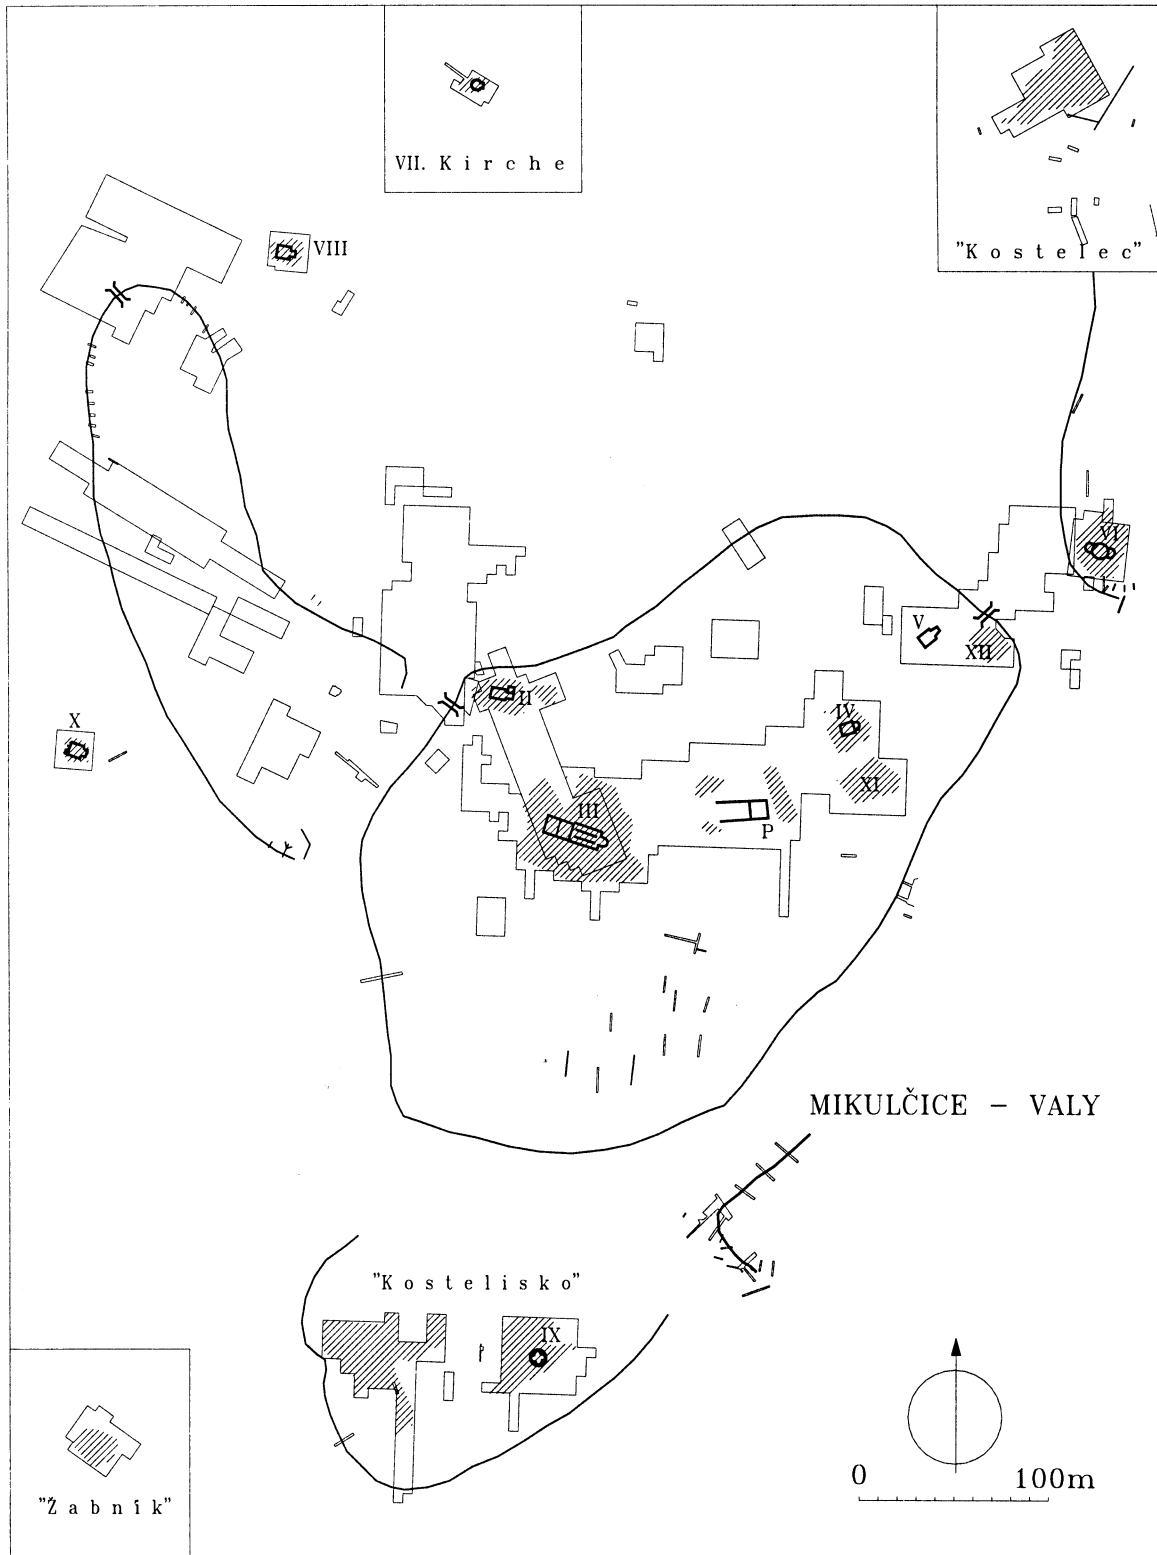 VII. Kirche
"Kostelec"
VIII
VI
V
XII
II
X
IV
XI
III
P
MIKULČICE – VALY
"Kostelisko"
IX
0 100m
"Žabník"